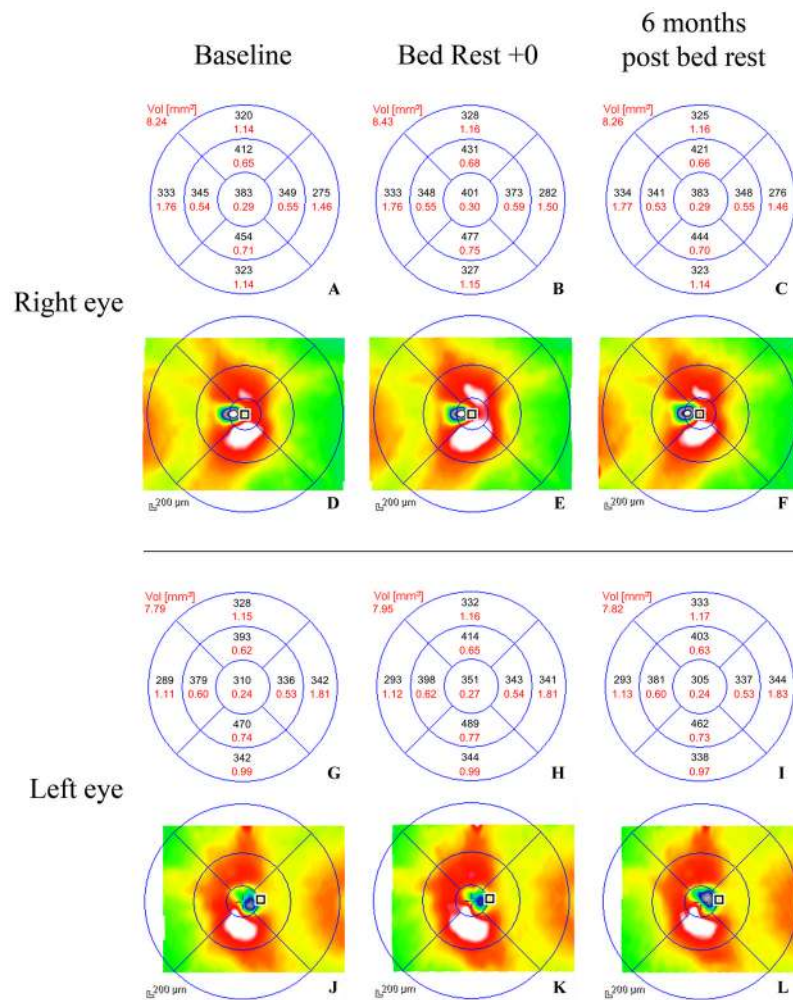 Baseline
Bed Rest +0
6 months
post bed rest
Right eye
Vol [mm³]
8.24
320
1.14
412
0.65
333 345 383 349 275
1.76 0.54 0.29 0.55 1.46
454
0.71
323
1.14
A
Vol [mm³]
8.43
328
1.16
431
0.68
333 348 401 373 282
1.76 0.55 0.30 0.59 1.50
477
0.75
327
1.15
B
Vol [mm³]
8.26
325
1.16
421
0.66
334 341 383 348 276
1.77 0.53 0.29 0.55 1.46
444
0.70
323
1.14
C
200 µm
D
200 µm
E
200 µm
F
Left eye
Vol [mm³]
7.79
328
1.15
393
0.62
289 379 310 336 342
1.11 0.60 0.24 0.53 1.81
470
0.74
342
0.99
G
Vol [mm³]
7.95
332
1.16
414
0.65
293 398 351 343 341
1.12 0.62 0.27 0.54 1.81
489
0.77
344
0.99
H
Vol [mm³]
7.82
333
1.17
403
0.63
293 381 305 337 344
1.13 0.60 0.24 0.53 1.83
462
0.73
338
0.97
I
200 µm
J
200 µm
K
200 µm
L